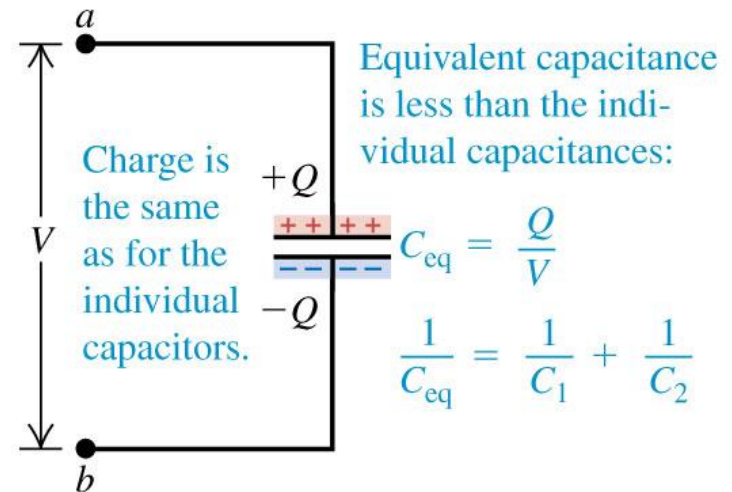 a
Equivalent capacitance
is less than the indi-
vidual capacitances:
Charge is
the same
as for the
individual
capacitors.
V
+Q
++ ++
−− −−
−Q
C_eq = Q/V
1/C_eq = 1/C_1 + 1/C_2
b